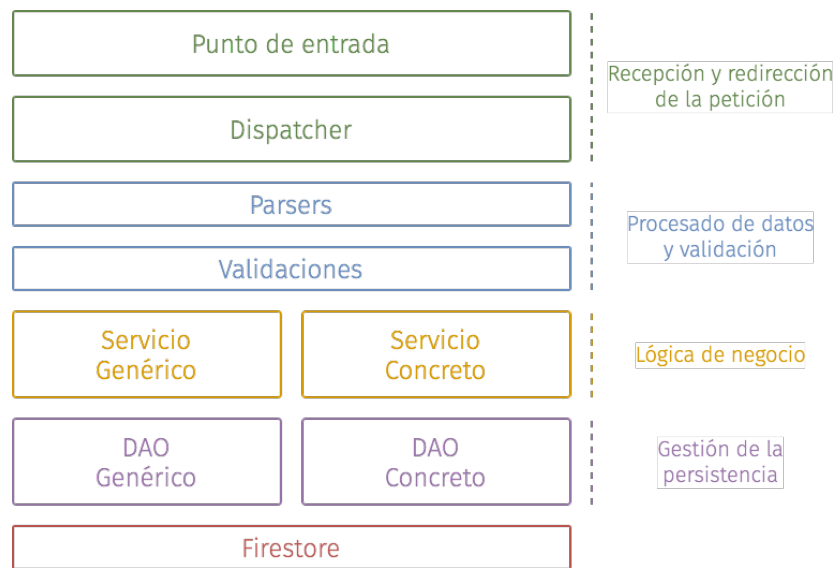 Punto de entrada
Dispatcher
Recepción y redirección
de la petición
Parsers
Validaciones
Procesado de datos
y validación
Servicio
Genérico
Servicio
Concreto
Lógica de negocio
DAO
Genérico
DAO
Concreto
Gestión de la
persistencia
Firestore